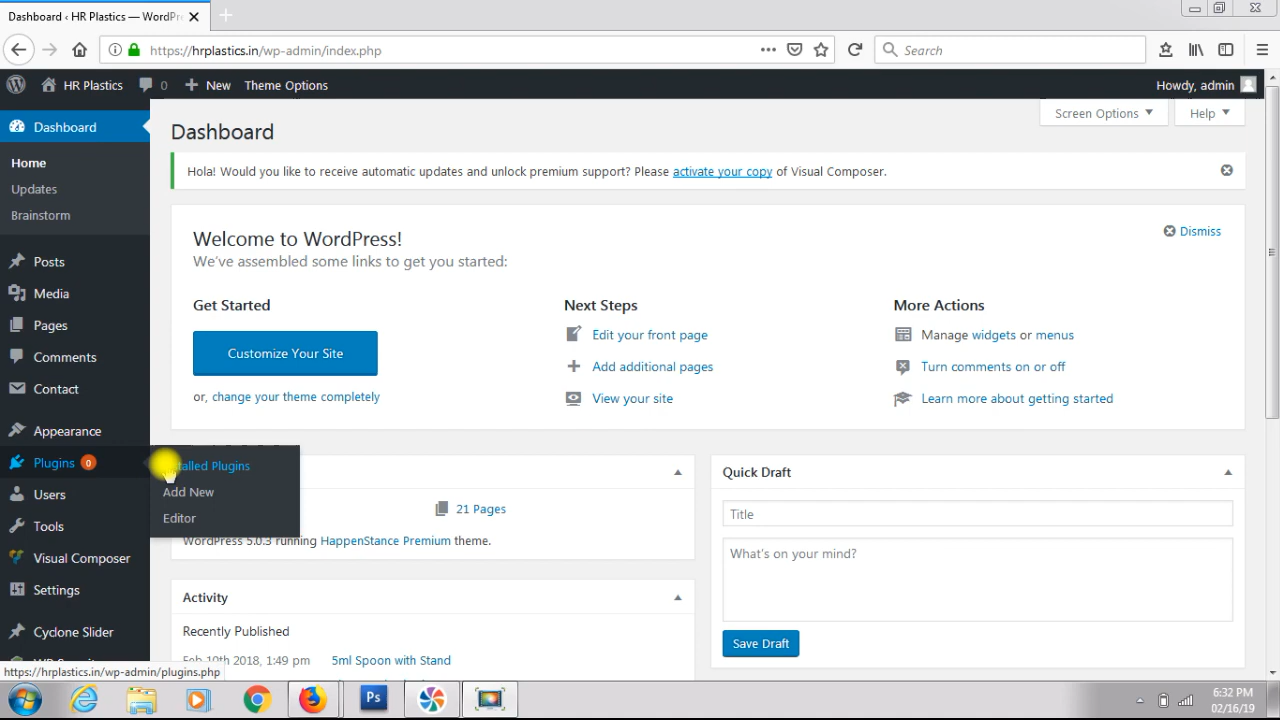 Dashboard ‹ HR Plastics — WordPr
https://hrplastics.in/wp-admin/index.php
Search
HR Plastics
0
New
Theme Options
Howdy, admin
Dashboard
Home
Updates
Brainstorm
Posts
Media
Pages
Comments
Contact
Appearance
Plugins 0
Users
Tools
Visual Composer
Settings
Cyclone Slider
Add New
Editor
Screen Options
Help
Dashboard
Hola! Would you like to receive automatic updates and unlock premium support? Please activate your copy of Visual Composer.
Welcome to WordPress!
Dismiss
We've assembled some links to get you started:
Get Started
Customize Your Site
or, change your theme completely
Next Steps
Edit your front page
Add additional pages
View your site
More Actions
Manage widgets or menus
Turn comments on or off
Learn more about getting started
Plugins
21 Pages
WordPress 5.0.3 running HappenStance Premium theme.
Activity
Recently Published
Feb 10th 2018, 1:49 pm 5ml Spoon with Stand
Quick Draft
Title
What's on your mind?
Save Draft
https://hrplastics.in/wp-admin/plugins.php
Ps
6:32 PM
02/16/19